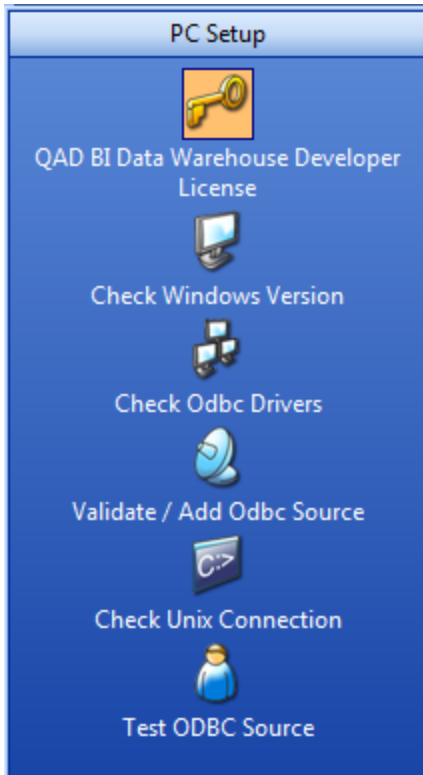 PC Setup
QAD BI Data Warehouse Developer
License
Check Windows Version
Check Odbc Drivers
Validate / Add Odbc Source
C:>
Check Unix Connection
Test ODBC Source